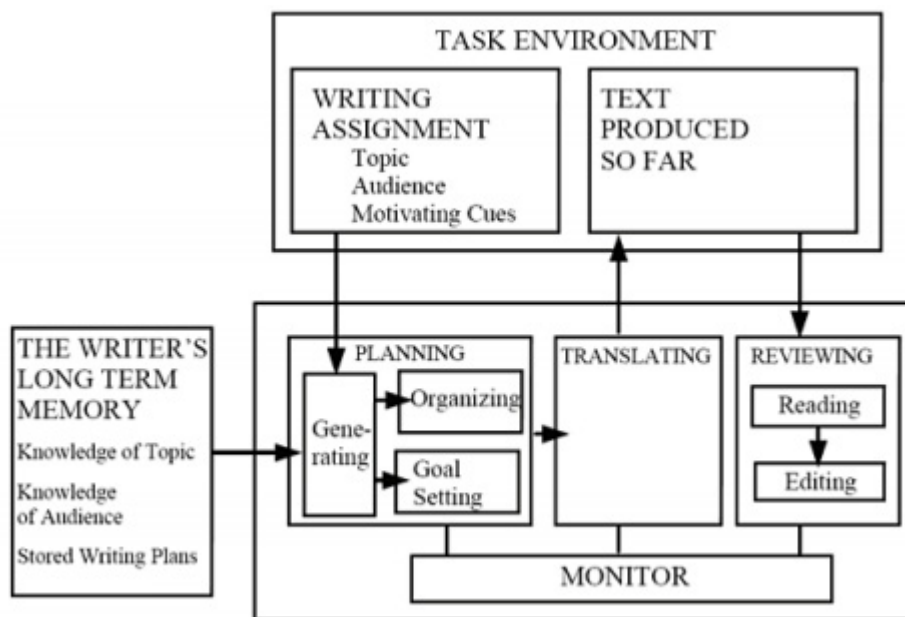 TASK ENVIRONMENT
WRITING
ASSIGNMENT
Topic
Audience
Motivating Cues
TEXT
PRODUCED
SO FAR
THE WRITER'S
LONG TERM
MEMORY
Knowledge of Topic
Knowledge
of Audience
Stored Writing Plans
PLANNING
Gene-
rating
Organizing
Goal
Setting
TRANSLATING
REVIEWING
Reading
Editing
MONITOR